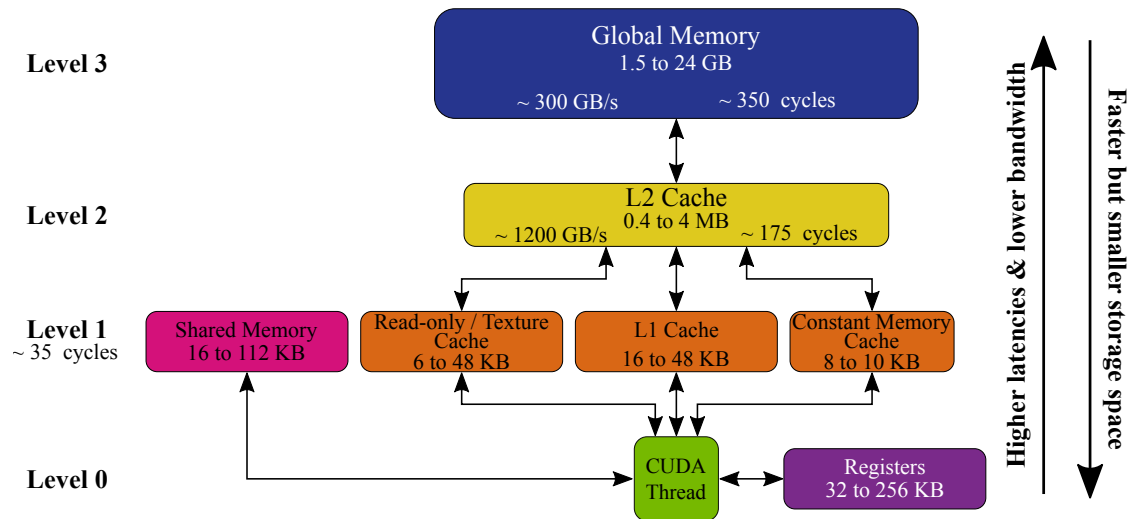 Level 3
Global Memory
1.5 to 24 GB
~ 300 GB/s
~ 350 cycles
Level 2
L2 Cache
0.4 to 4 MB
~ 1200 GB/s
~ 175 cycles
Level 1
~ 35 cycles
Shared Memory
16 to 112 KB
Read-only / Texture
Cache
6 to 48 KB
L1 Cache
16 to 48 KB
Constant Memory
Cache
8 to 10 KB
Level 0
CUDA
Thread
Registers
32 to 256 KB
Higher latencies & lower bandwidth
Faster but smaller storage space